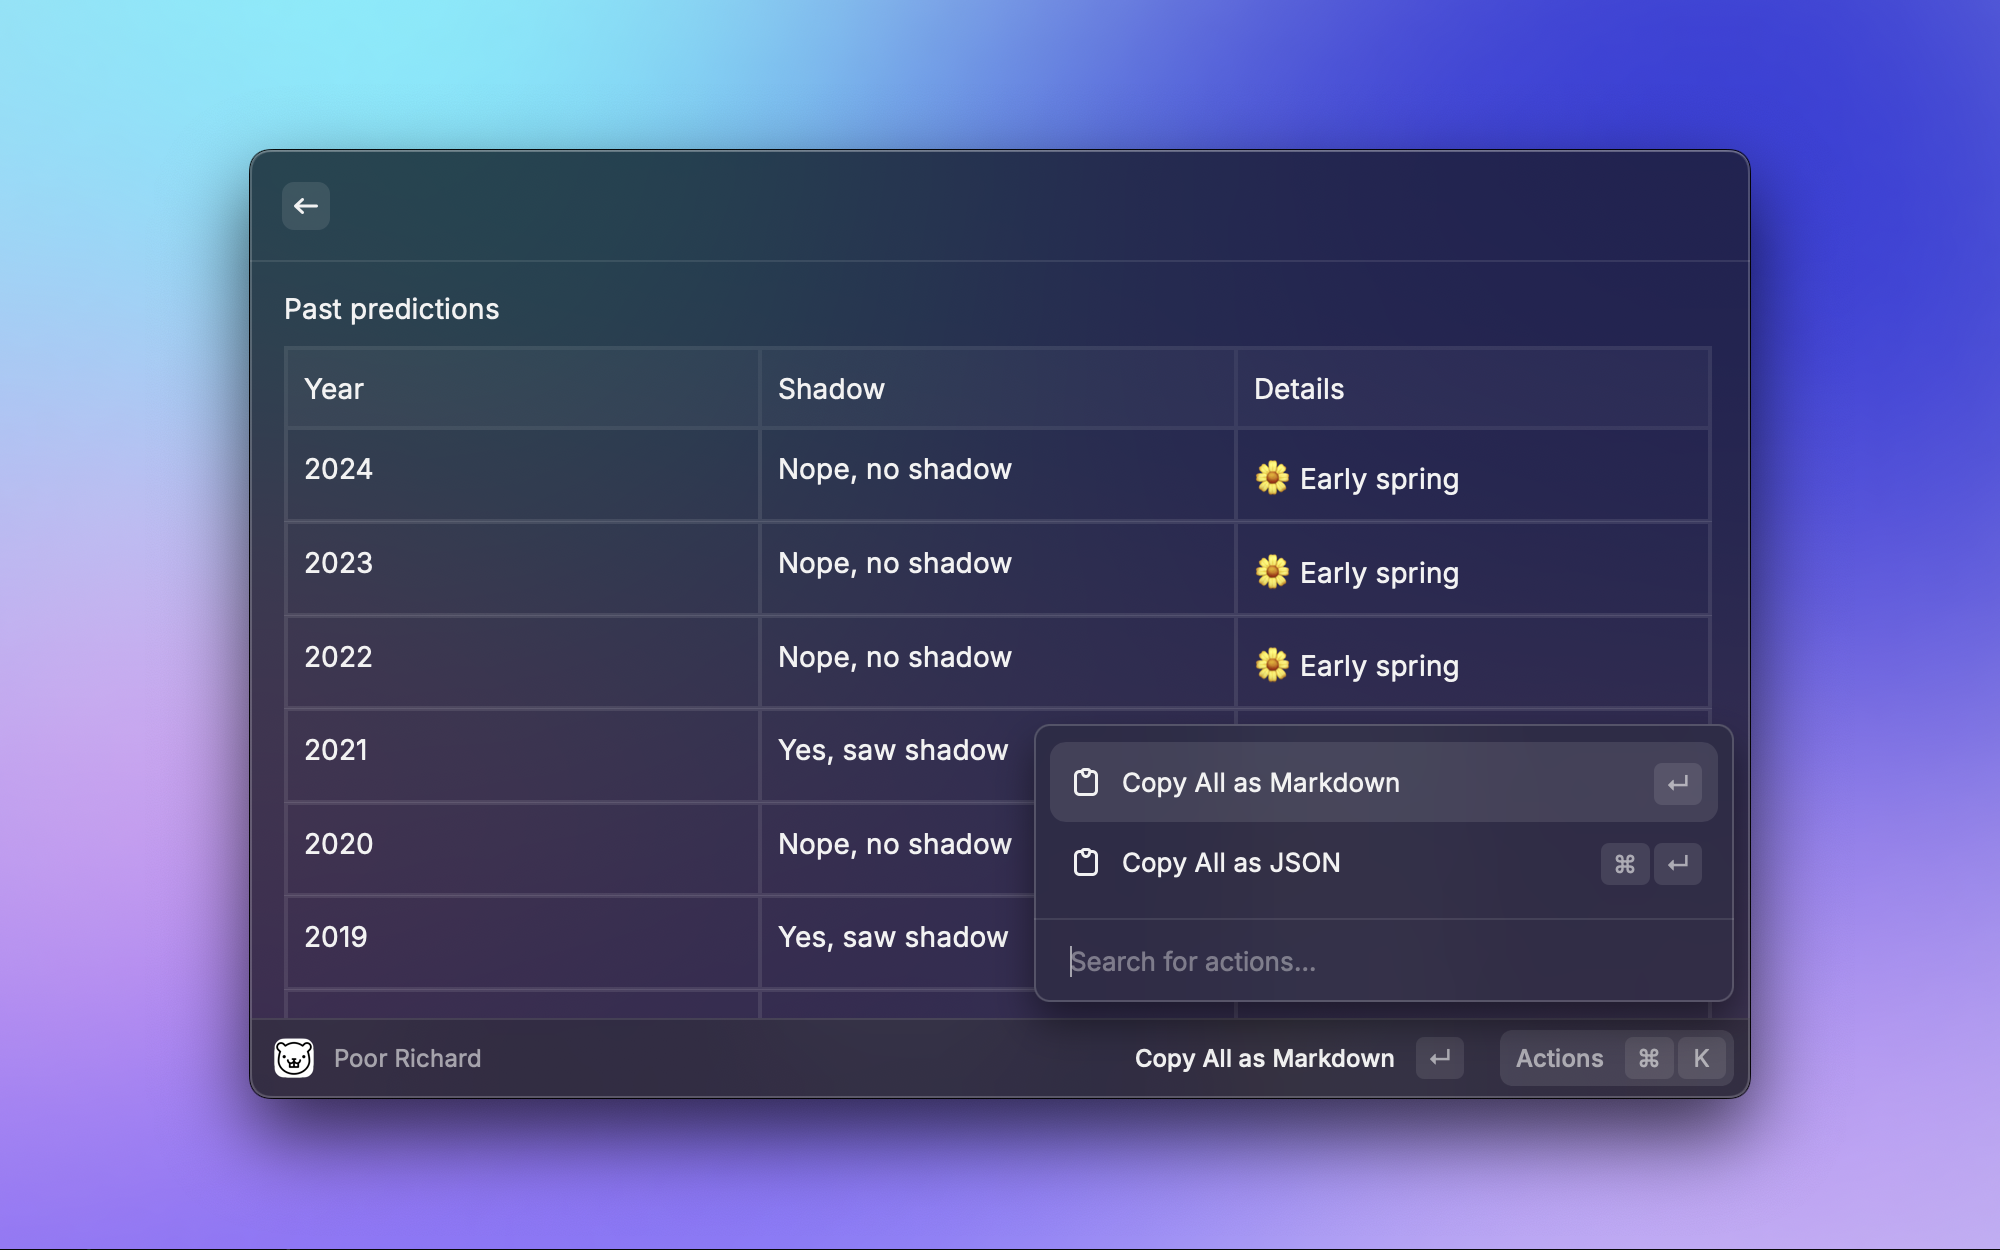 Past predictions
Year Shadow Details
2024 Nope, no shadow 🌼 Early spring
2023 Nope, no shadow 🌼 Early spring
2022 Nope, no shadow 🌼 Early spring
2021 Yes, saw shadow
2020 Nope, no shadow
2019 Yes, saw shadow
Copy All as Markdown ↵
Copy All as JSON ⌘ ↵
Search for actions...
Poor Richard Copy All as Markdown ↵ Actions ⌘ K